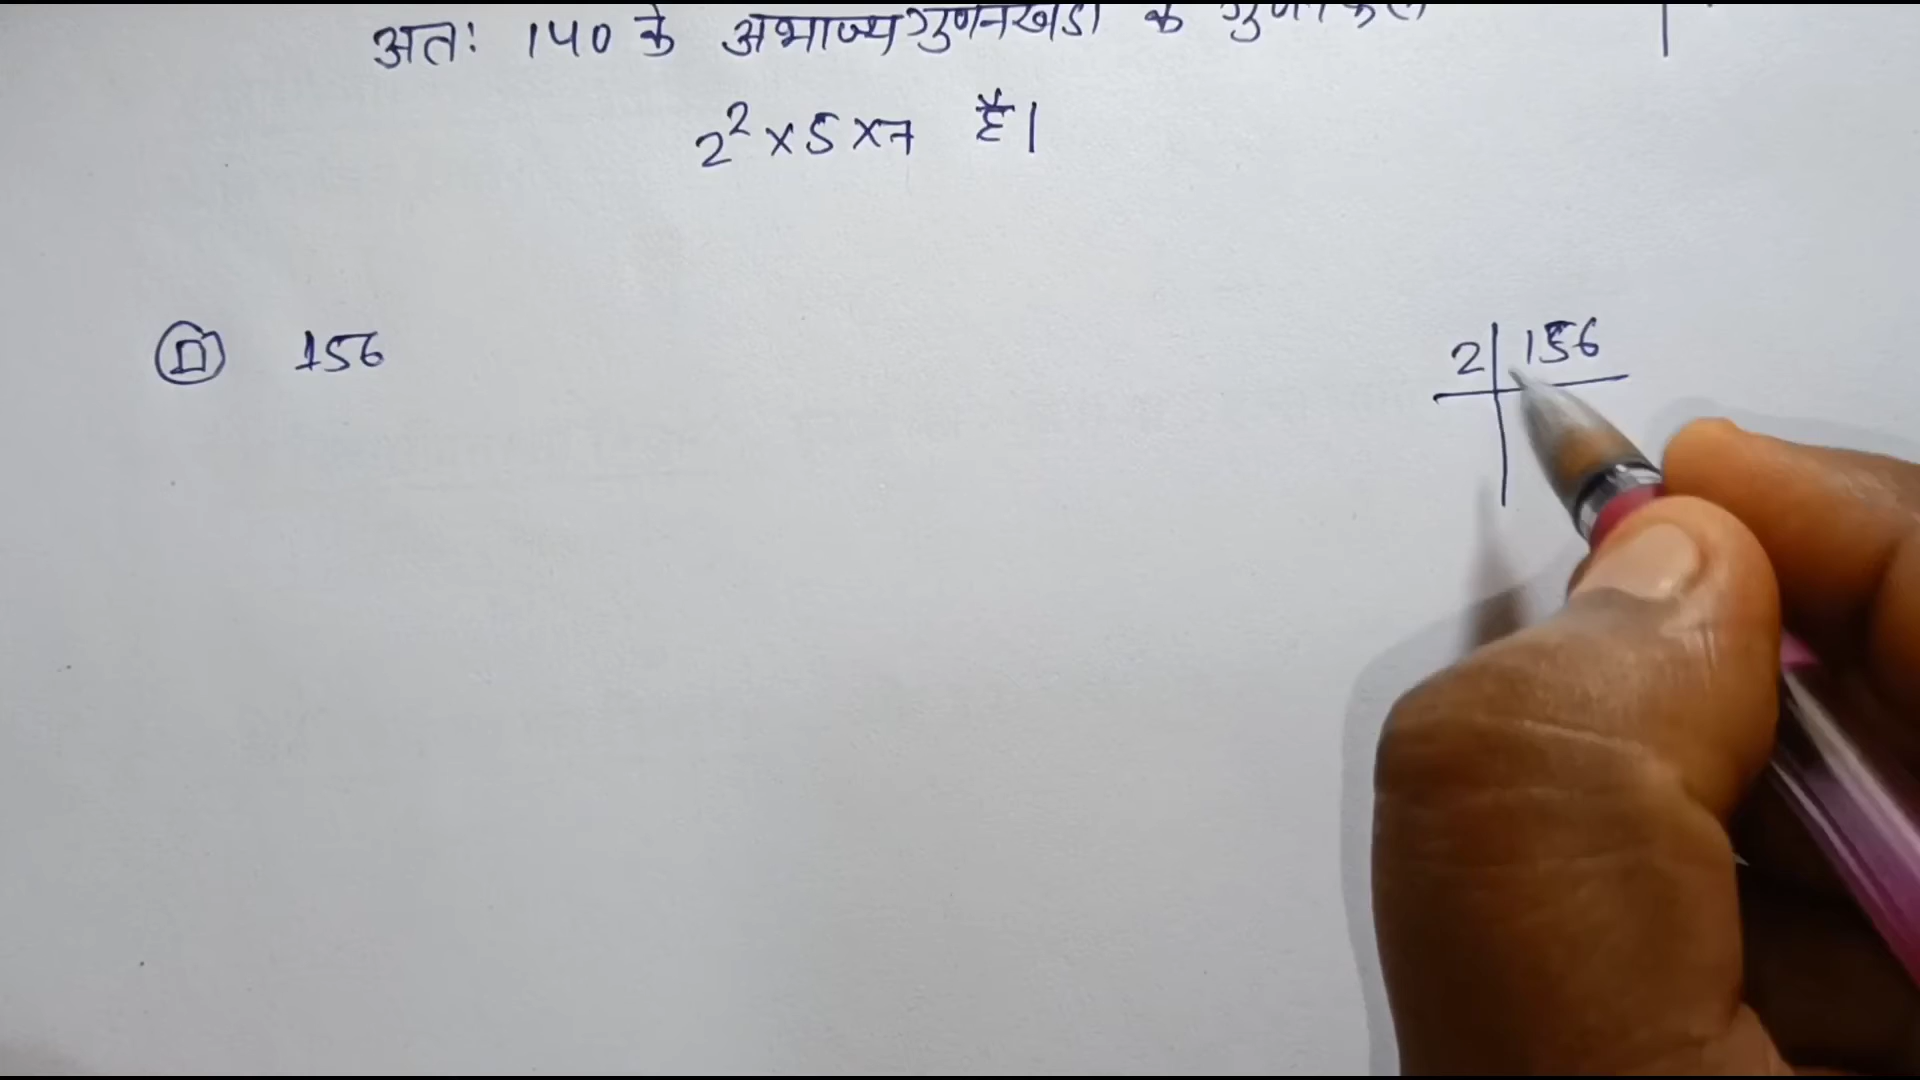 अतः 140 के अभाज्य गुणनखंडों के गुणनफल
2² × 5 × 7 है।
(ii) 156
2 | 156